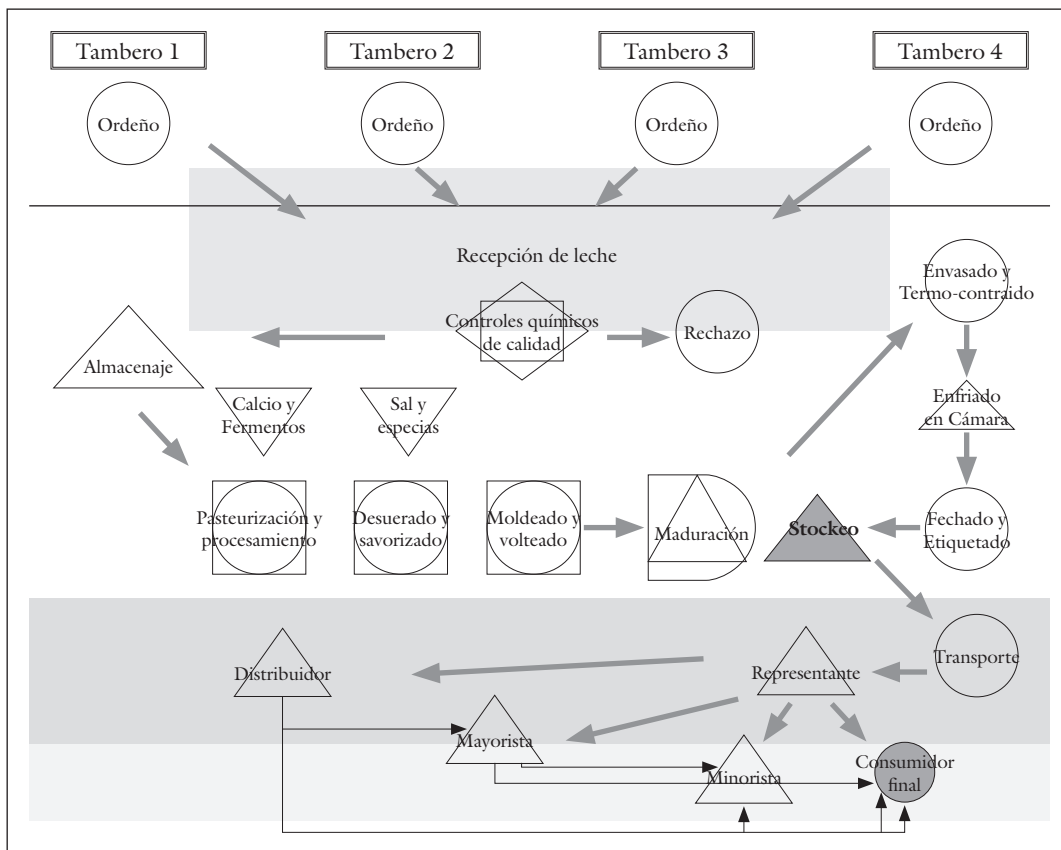 Tambero 1
Tambero 2
Tambero 3
Tambero 4
Ordeño
Ordeño
Ordeño
Ordeño
Recepción de leche
Envasado y
Termo-contraido
Controles químicos
de calidad
Rechazo
Almacenaje
Calcio y
Fermentos
Sal y
especias
Enfriado
en Cámara
Pasteurización y
procesamiento
Desuerado y
savorizado
Moldeado y
volteado
Maduración
Stockeo
Fechado y
Etiquetado
Distribuidor
Representante
Transporte
Mayorista
Minorista
Consumidor
final